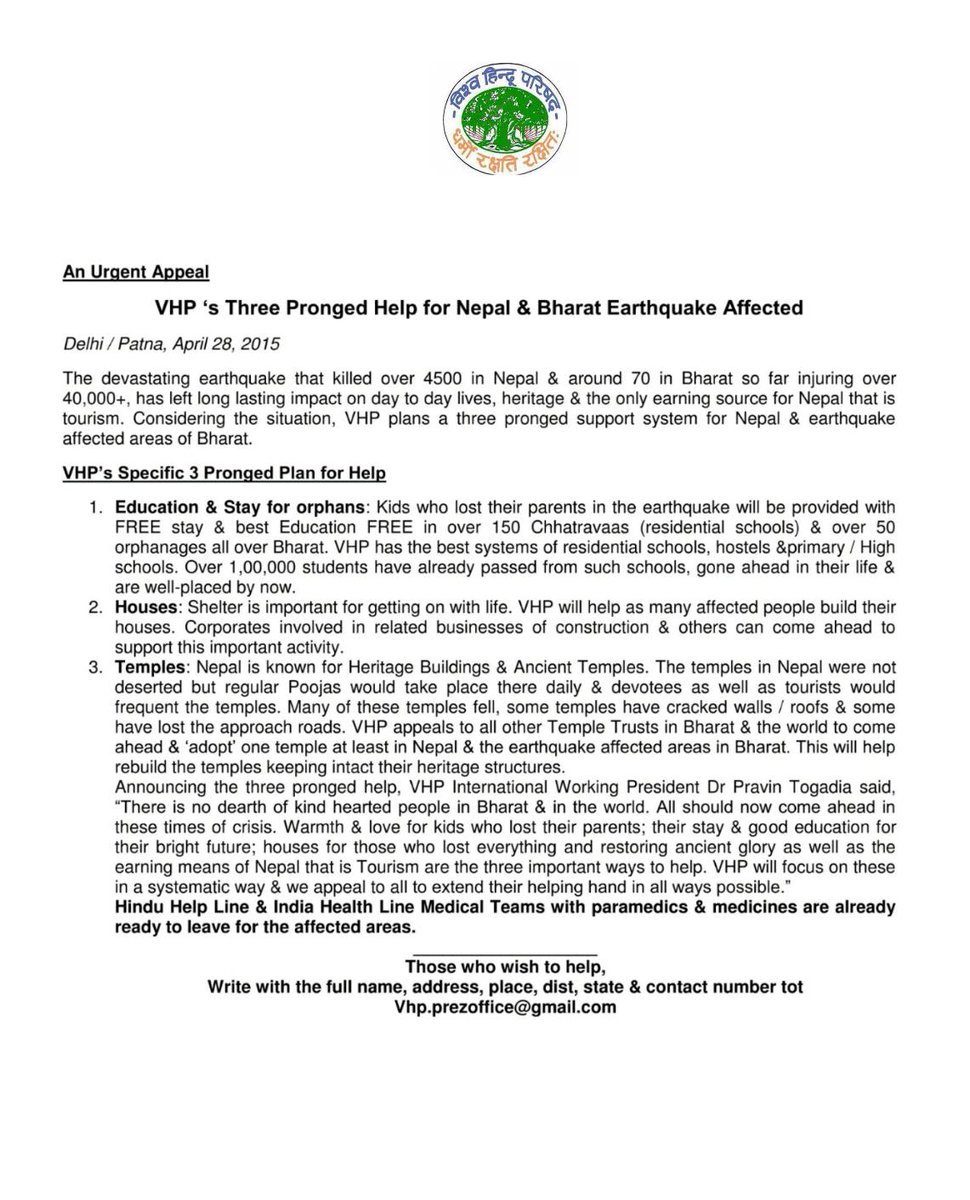 विश्व हिन्दू परिषद
धर्मो रक्षति रक्षितः
An Urgent Appeal
VHP ‘s Three Pronged Help for Nepal & Bharat Earthquake Affected
Delhi / Patna, April 28, 2015
The devastating earthquake that killed over 4500 in Nepal & around 70 in Bharat so far injuring over
40,000+, has left long lasting impact on day to day lives, heritage & the only earning source for Nepal that is
tourism. Considering the situation, VHP plans a three pronged support system for Nepal & earthquake
affected areas of Bharat.
VHP’s Specific 3 Pronged Plan for Help
1. Education & Stay for orphans: Kids who lost their parents in the earthquake will be provided with
FREE stay & best Education FREE in over 150 Chhatravaas (residential schools) & over 50
orphanages all over Bharat. VHP has the best systems of residential schools, hostels &primary / High
schools. Over 1,00,000 students have already passed from such schools, gone ahead in their life &
are well-placed by now.
2. Houses: Shelter is important for getting on with life. VHP will help as many affected people build their
houses. Corporates involved in related businesses of construction & others can come ahead to
support this important activity.
3. Temples: Nepal is known for Heritage Buildings & Ancient Temples. The temples in Nepal were not
deserted but regular Poojas would take place there daily & devotees as well as tourists would
frequent the temples. Many of these temples fell, some temples have cracked walls / roofs & some
have lost the approach roads. VHP appeals to all other Temple Trusts in Bharat & the world to come
ahead & ‘adopt’ one temple at least in Nepal & the earthquake affected areas in Bharat. This will help
rebuild the temples keeping intact their heritage structures.
Announcing the three pronged help, VHP International Working President Dr Pravin Togadia said,
“There is no dearth of kind hearted people in Bharat & in the world. All should now come ahead in
these times of crisis. Warmth & love for kids who lost their parents; their stay & good education for
their bright future; houses for those who lost everything and restoring ancient glory as well as the
earning means of Nepal that is Tourism are the three important ways to help. VHP will focus on these
in a systematic way & we appeal to all to extend their helping hand in all ways possible.”
Hindu Help Line & India Health Line Medical Teams with paramedics & medicines are already
ready to leave for the affected areas.
Those who wish to help,
Write with the full name, address, place, dist, state & contact number tot
Vhp.prezoffice@gmail.com